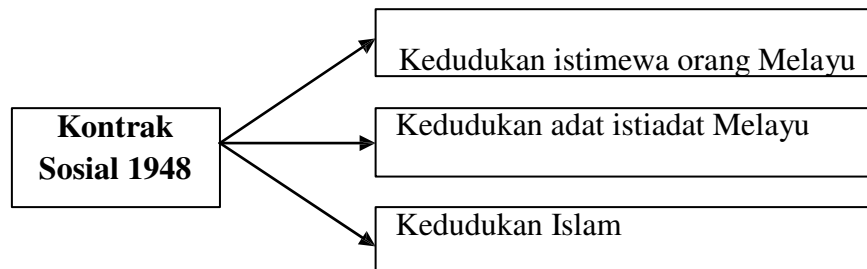 Kontrak
Sosial 1948
Kedudukan istimewa orang Melayu
Kedudukan adat istiadat Melayu
Kedudukan Islam